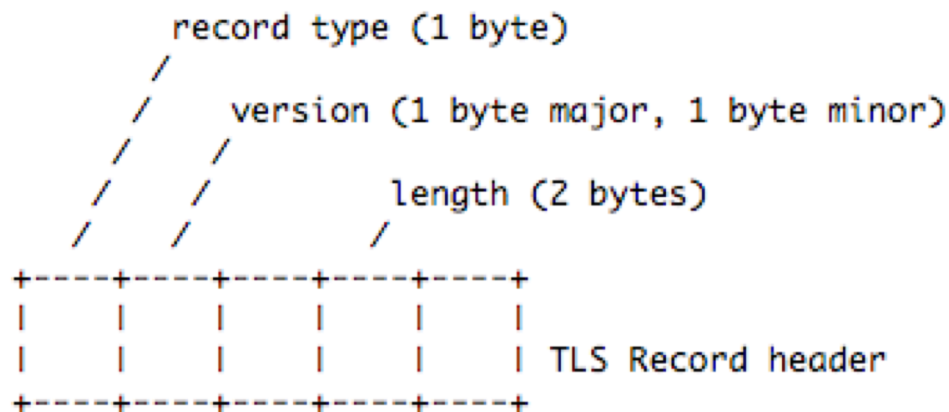 record type (1 byte)
/
/ version (1 byte major, 1 byte minor)
/ /
/ / length (2 bytes)
/ / /
+----+----+----+----+----+
| | | | | |
| | | | | | TLS Record header
+----+----+----+----+----+